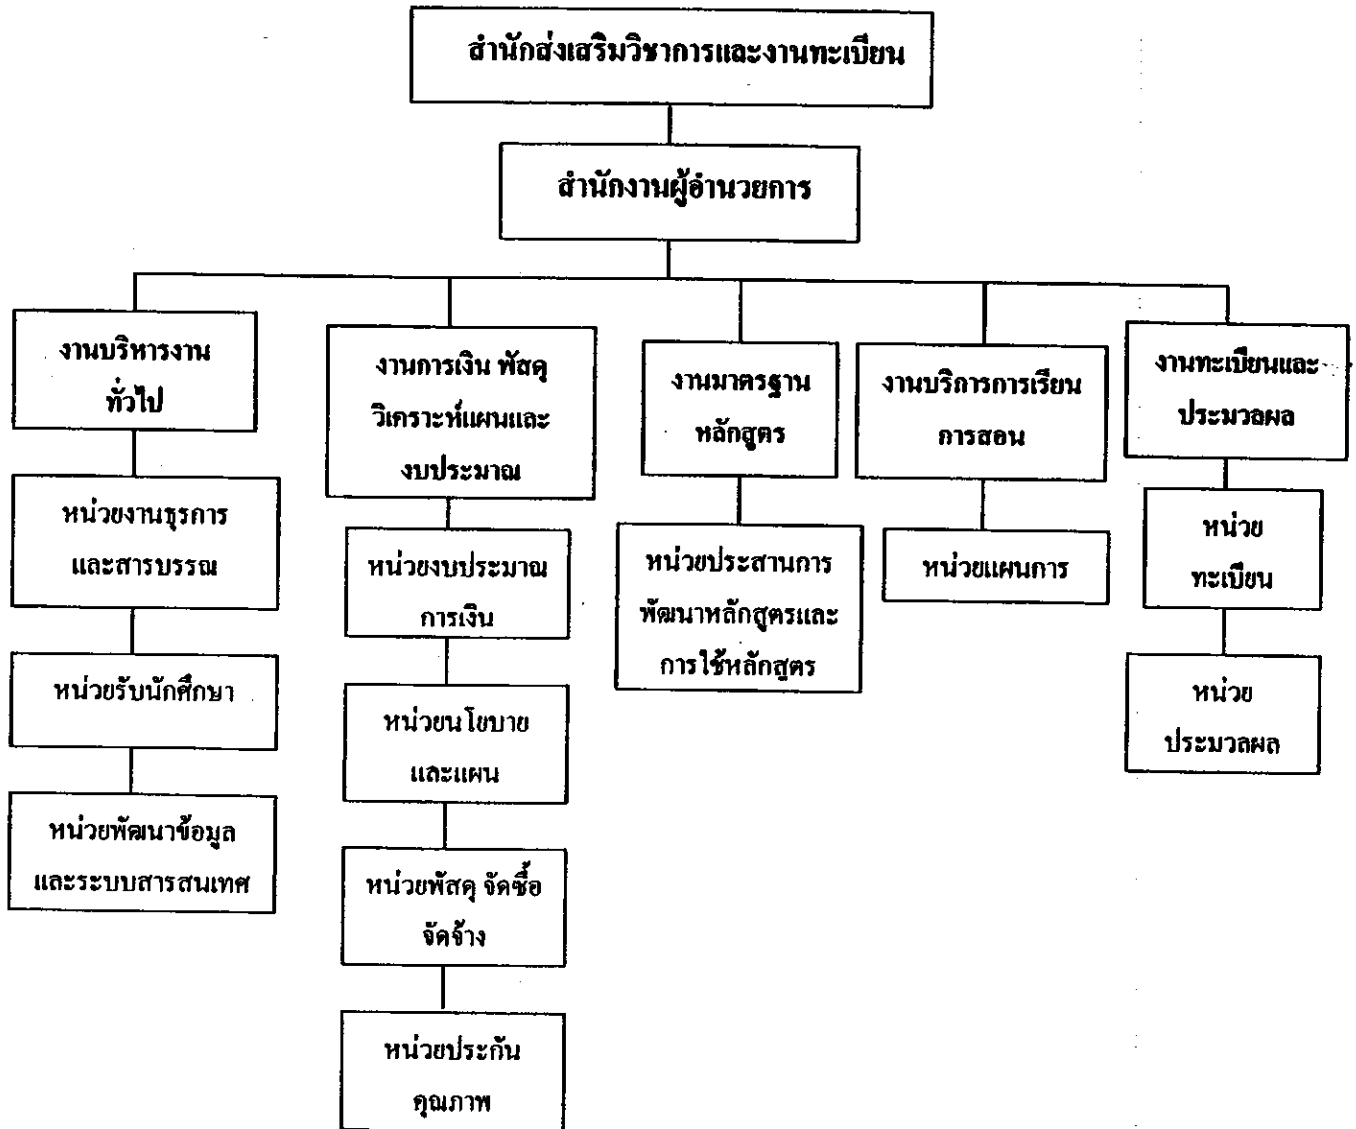 สำนักส่งเสริมวิชาการและงานทะเบียน
สำนักงานผู้อำนวยการ
งานบริหารงาน
ทั่วไป
หน่วยงานธุรการ
และสารบรรณ
หน่วยรับนักศึกษา
หน่วยพัฒนาข้อมูล
และระบบสารสนเทศ
งานการเงิน พัสดุ
วิเคราะห์แผนและ
งบประมาณ
หน่วยงบประมาณ
การเงิน
หน่วยนโยบาย
และแผน
หน่วยพัสดุ จัดซื้อ
จัดจ้าง
หน่วยประกัน
คุณภาพ
งานมาตรฐาน
หลักสูตร
หน่วยประสานการ
พัฒนาหลักสูตรและ
การใช้หลักสูตร
งานบริการการเรียน
การสอน
หน่วยแผนการ
งานทะเบียนและ
ประมวลผล
หน่วย
ทะเบียน
หน่วย
ประมวลผล